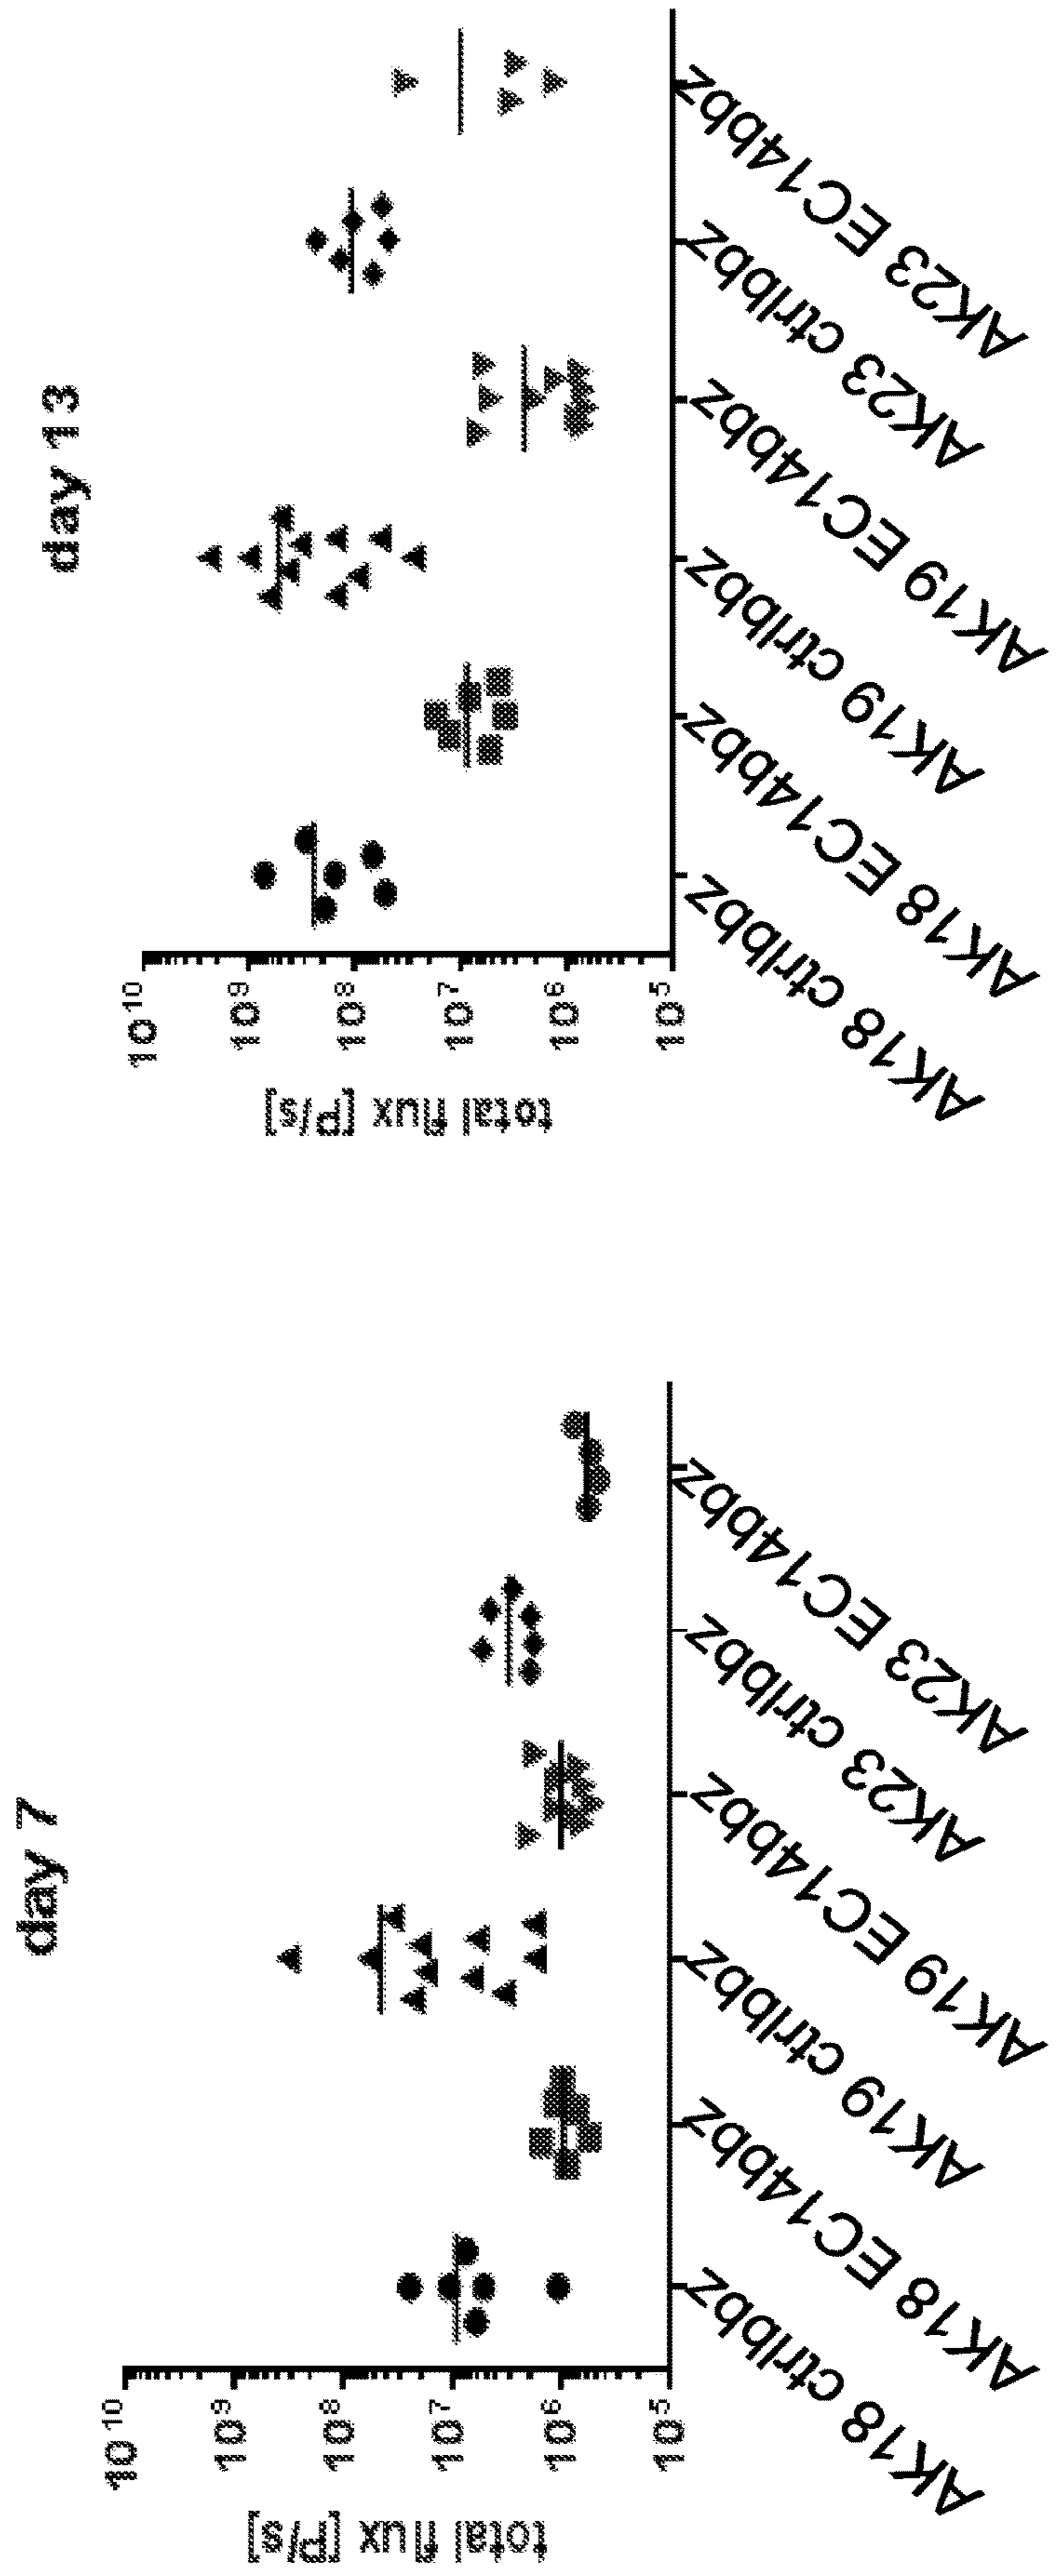 day 7
total flux [P/s]
10^10
10^9
10^8
10^7
10^6
10^5
AK18 ctrlbbz
AK18 EC14bbz
AK19 ctrlbbz
AK19 EC14bbz
AK23 ctrlbbz
AK23 EC14bbz
day 13
total flux [P/s]
10^10
10^9
10^8
10^7
10^6
10^5
AK18 ctrlbbz
AK18 EC14bbz
AK19 ctrlbbz
AK19 EC14bbz
AK23 ctrlbbz
AK23 EC14bbz